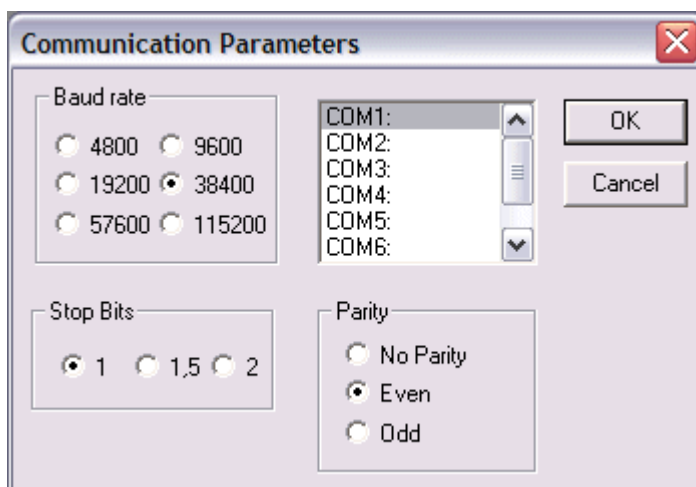 Communication Parameters
Baud rate
4800 9600
19200 38400
57600 115200
COM1:
COM2:
COM3:
COM4:
COM5:
COM6:
OK
Cancel
Stop Bits
1 1,5 2
Parity
No Parity
Even
Odd